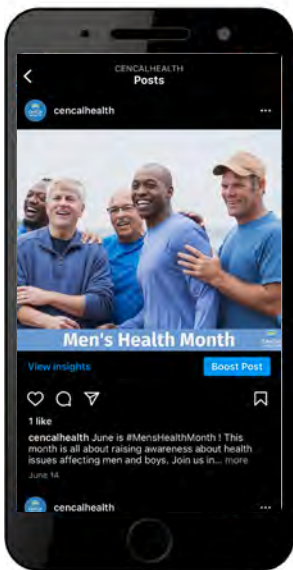 CENCALHEALTH
Posts
cencalhealth
Men's Health Month
View insights
Boost Post
1 like
cencalhealth June is #MensHealthMonth ! This
month is all about raising awareness about health
issues affecting men and boys. Join us in... more
June 14
cencalhealth